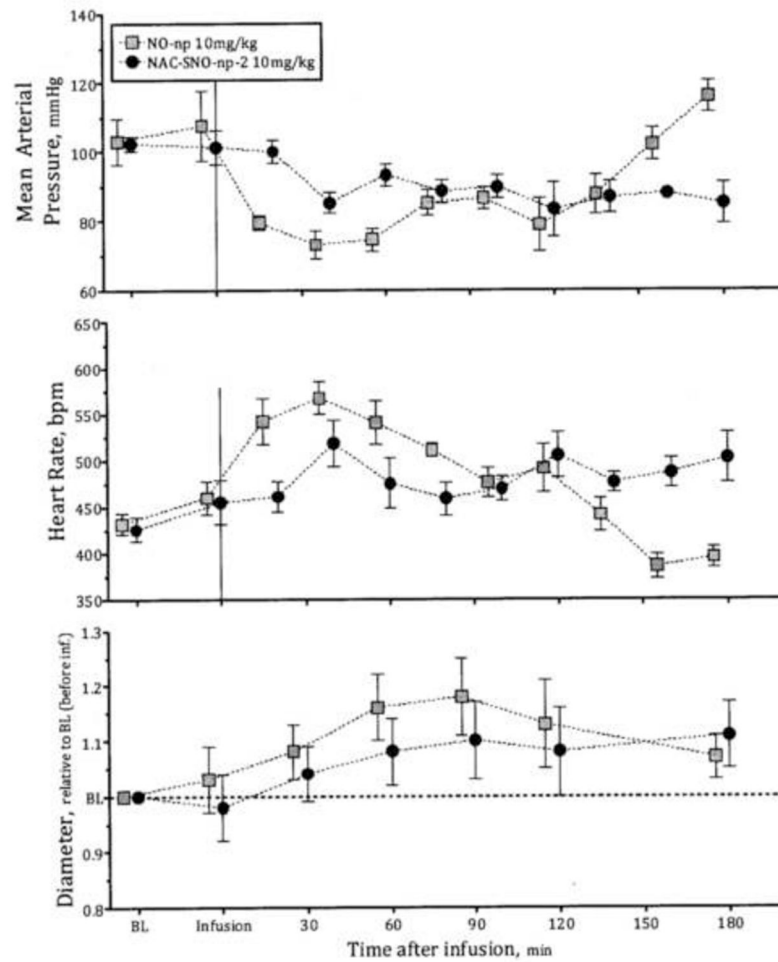 140
120
100
80
60
Mean Arterial
Pressure, mmHg
NO-np 10mg/kg
NAC-SNO-np-2 10mg/kg
650
600
550
500
450
400
350
Heart Rate, bpm
1.3
1.2
1.1
BL
0.9
0.8
Diameter, relative to BL (before inf.)
BL Infusion 30 60 90 120 150 180
Time after infusion, min